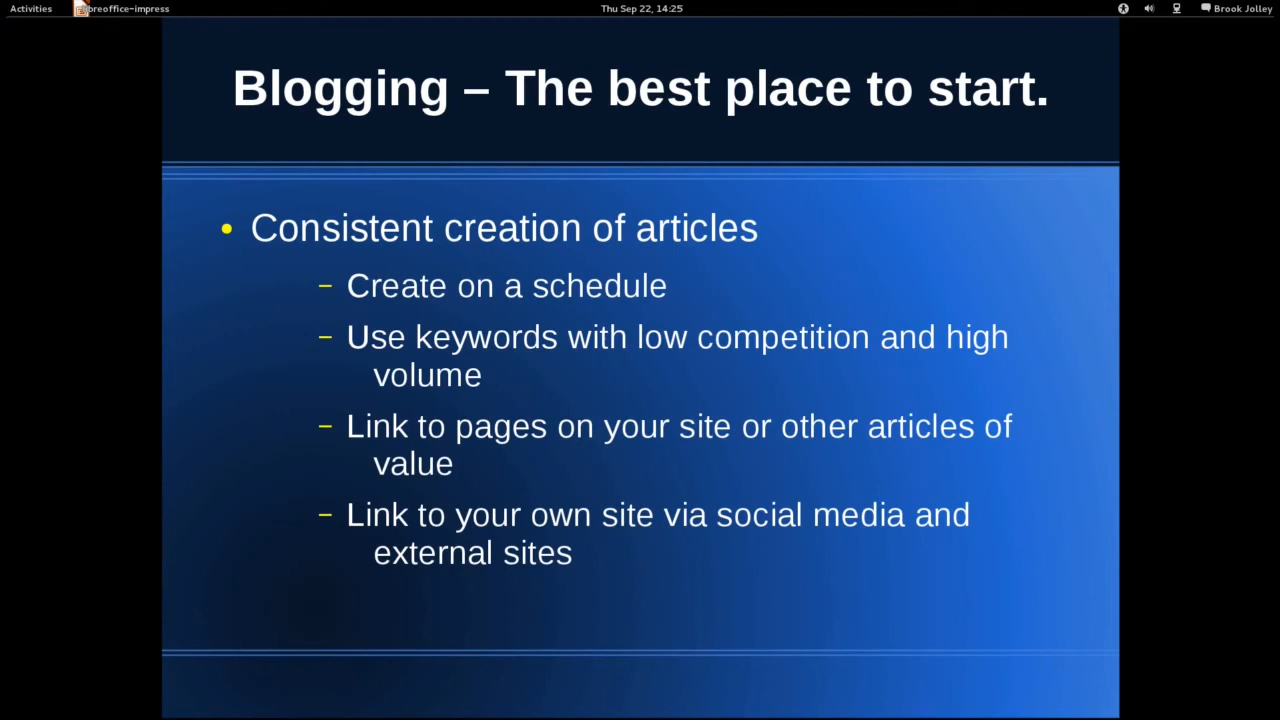 Activities
libreoffice-impress
Thu Sep 22, 14:25
Brook Jolley
Blogging – The best place to start.
• Consistent creation of articles
– Create on a schedule
– Use keywords with low competition and high
volume
– Link to pages on your site or other articles of
value
– Link to your own site via social media and
external sites